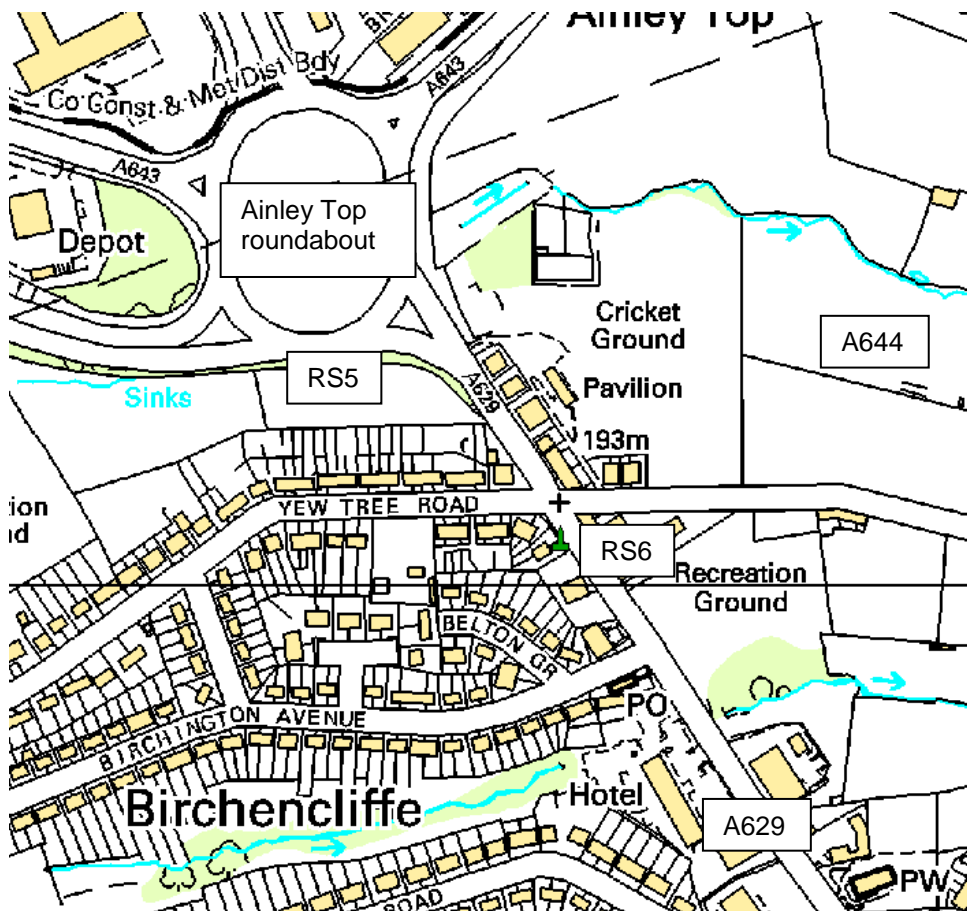 Ainley Top
Co Const & Met Dist Bdy
A643
A643
Ainley Top
roundabout
Depot
Cricket
Ground
A644
RS5
A629
Pavilion
Sinks
193m
YEW TREE ROAD
RS6
Recreation
Ground
BELTON GR
PO
BIRCHINGTON AVENUE
Birchencliffe
Hotel
A629
PW
ROAD